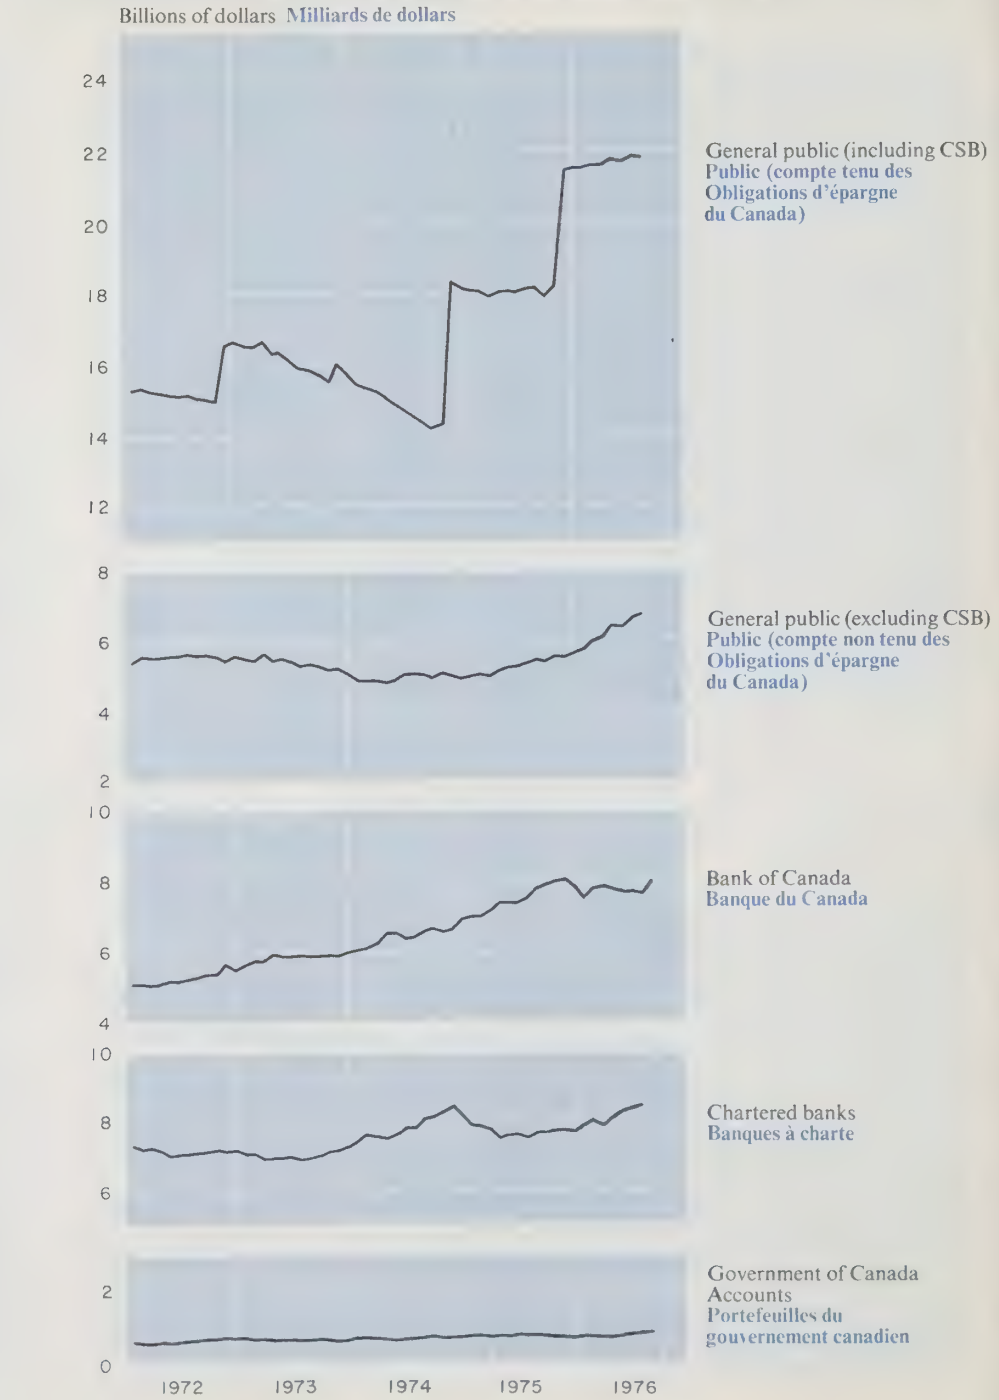 Billions of dollars Milliards de dollars
24
22
20
18
16
14
12
General public (including CSB)
Public (compte tenu des
Obligations d'épargne
du Canada)
8
6
4
2
General public (excluding CSB)
Public (compte non tenu des
Obligations d'épargne
du Canada)
10
8
6
4
Bank of Canada
Banque du Canada
10
8
6
Chartered banks
Banques à charte
2
0
Government of Canada
Accounts
Portefeuilles du
gouvernement canadien
1972 1973 1974 1975 1976